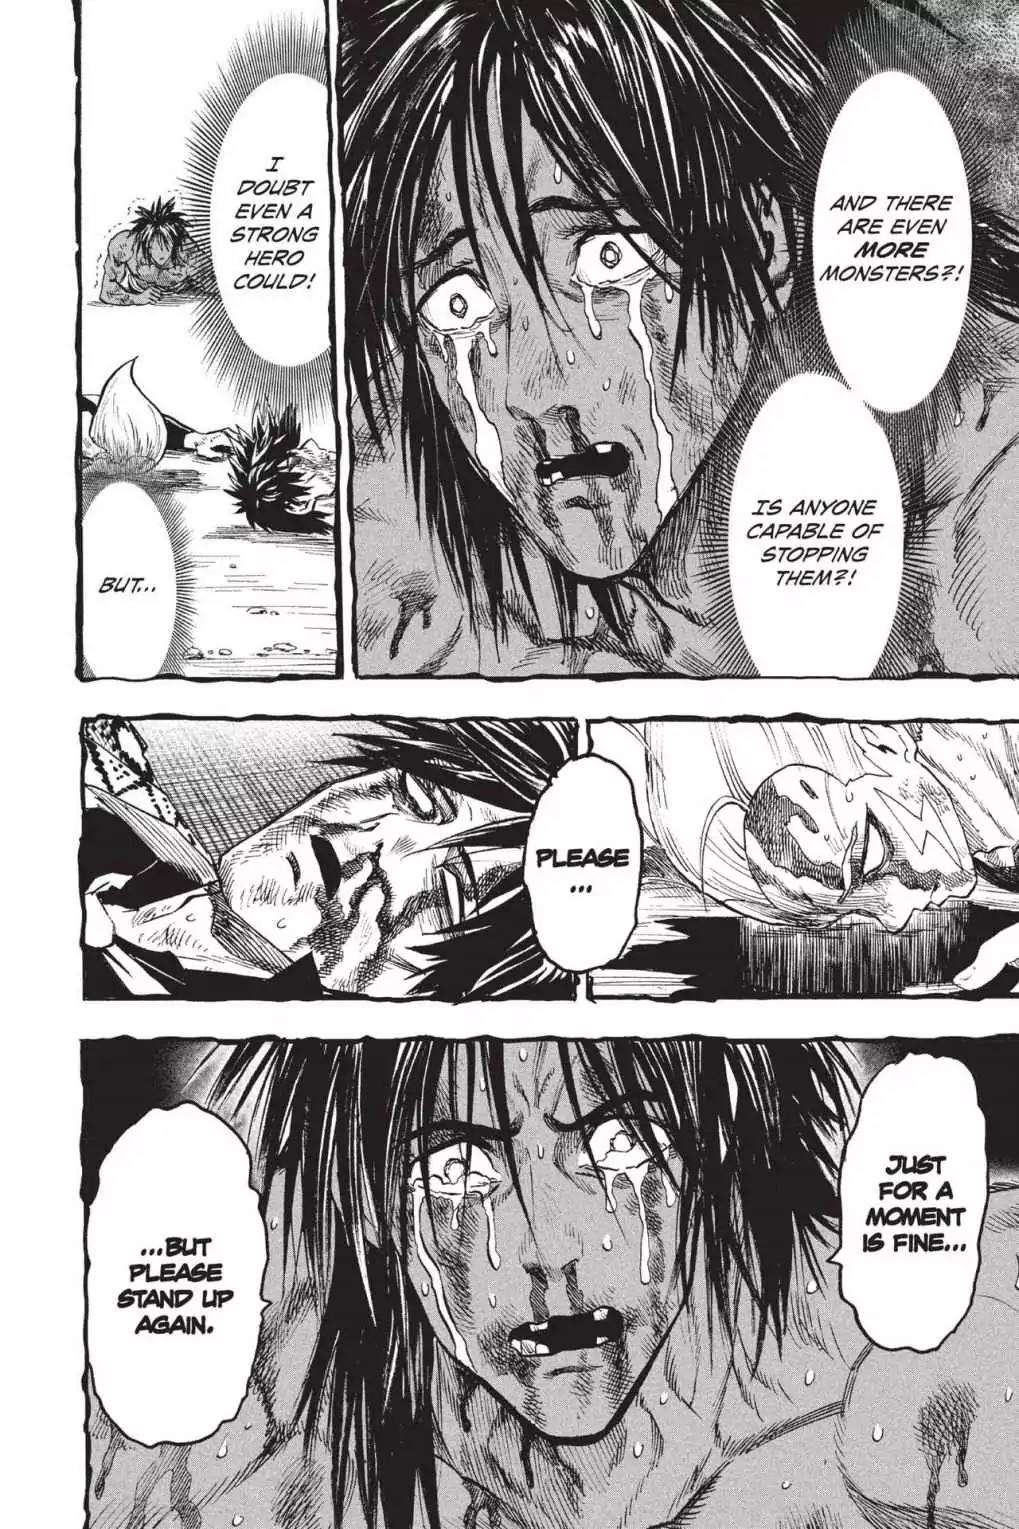 AND THERE
ARE EVEN
MORE
MONSTERS?!
IS ANYONE
CAPABLE OF
STOPPING
THEM?!
I
DOUBT
EVEN A
STRONG
HERO
COULD!
BUT...
PLEASE
...
JUST
FOR A
MOMENT
IS FINE...
...BUT
PLEASE
STAND UP
AGAIN.